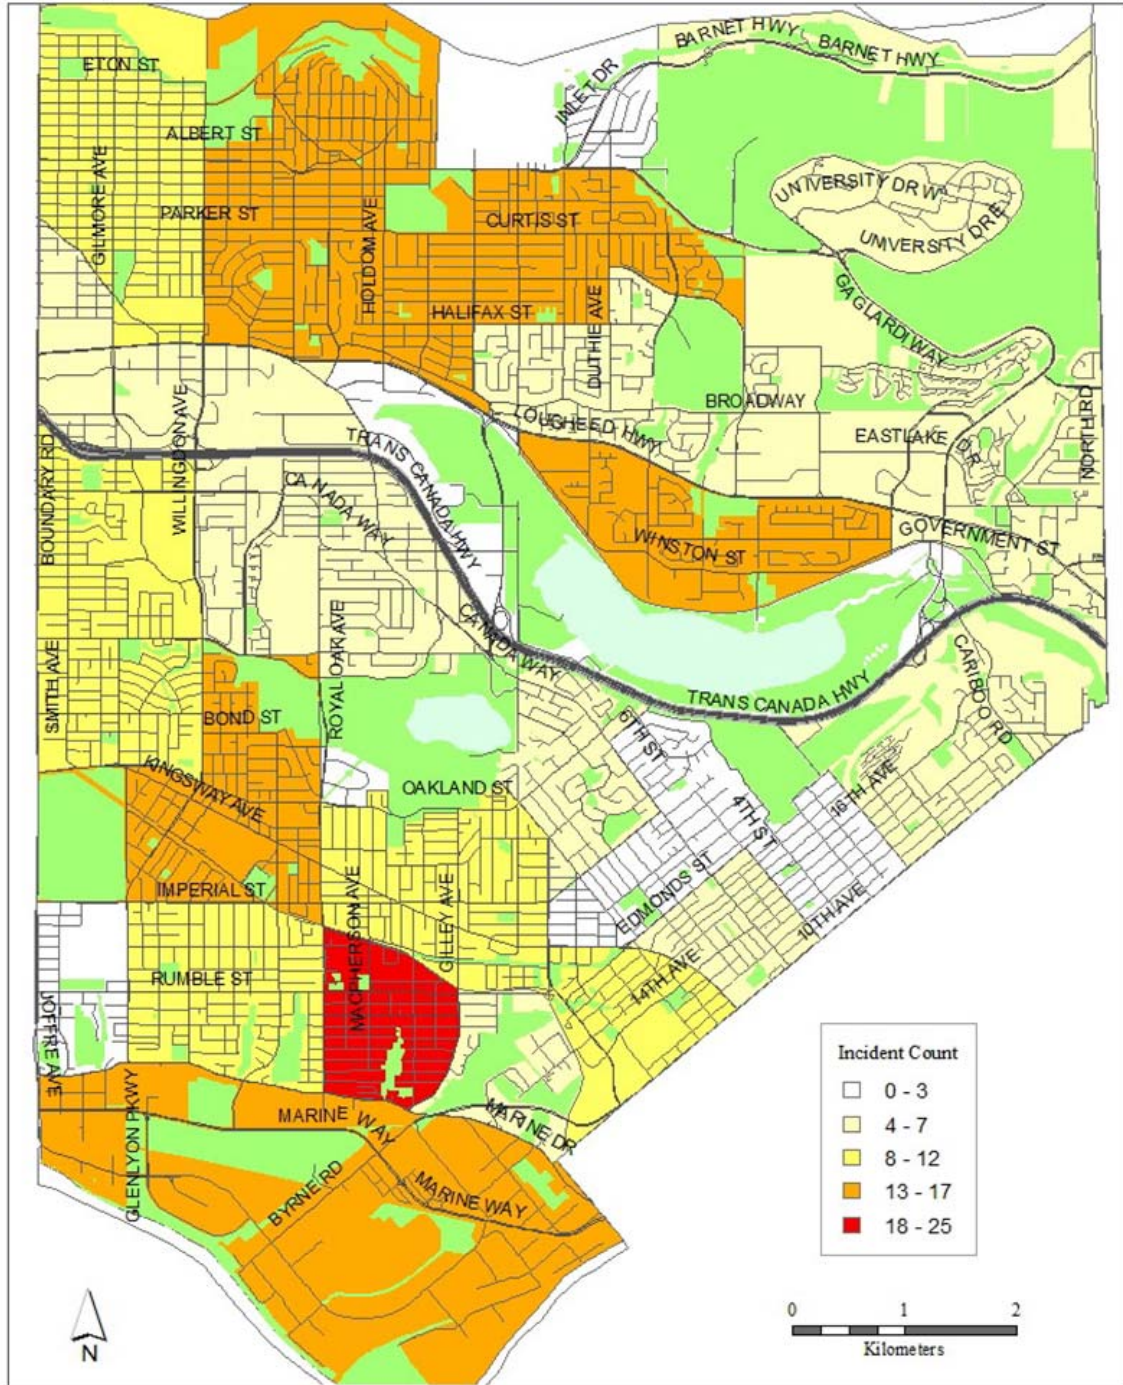 BARNET HWY
BARNET HWY
ETON ST
INLET DR
ALBERT ST
GILMORE AVE
UNIVERSITY DR W
PARKER ST
CURTIS ST
HOLDOM AVE
UNIVERSITY DR E
GAGLARDI WAY
HALIFAX ST
DUTHIE AVE
WILLINGDON AVE
BROADWAY
LOUGHEED HWY
EASTLAKE DR
NORTH RD
BOUNDARY RD
TRANS CANADA HWY
CANADA WAY
WINSTON ST
GOVERNMENT ST
ROYAL OAK AVE
CANADA WAY
CARIBOO RD
SMITH AVE
TRANS CANADA HWY
BOND ST
6TH ST
KINGSWAY AVE
OAKLAND ST
16TH AVE
4TH ST
IMPERIAL ST
MACPHERSON AVE
GILLEY AVE
EDMONDS ST
10TH AVE
RUMBLE ST
14TH AVE
JOFFRE AVE
GLENLYON PKWY
MARINE WAY
MARINE DR
BYRNE RD
MARINE WAY
Incident Count
0 - 3
4 - 7
8 - 12
13 - 17
18 - 25
N
0 1 2
Kilometers